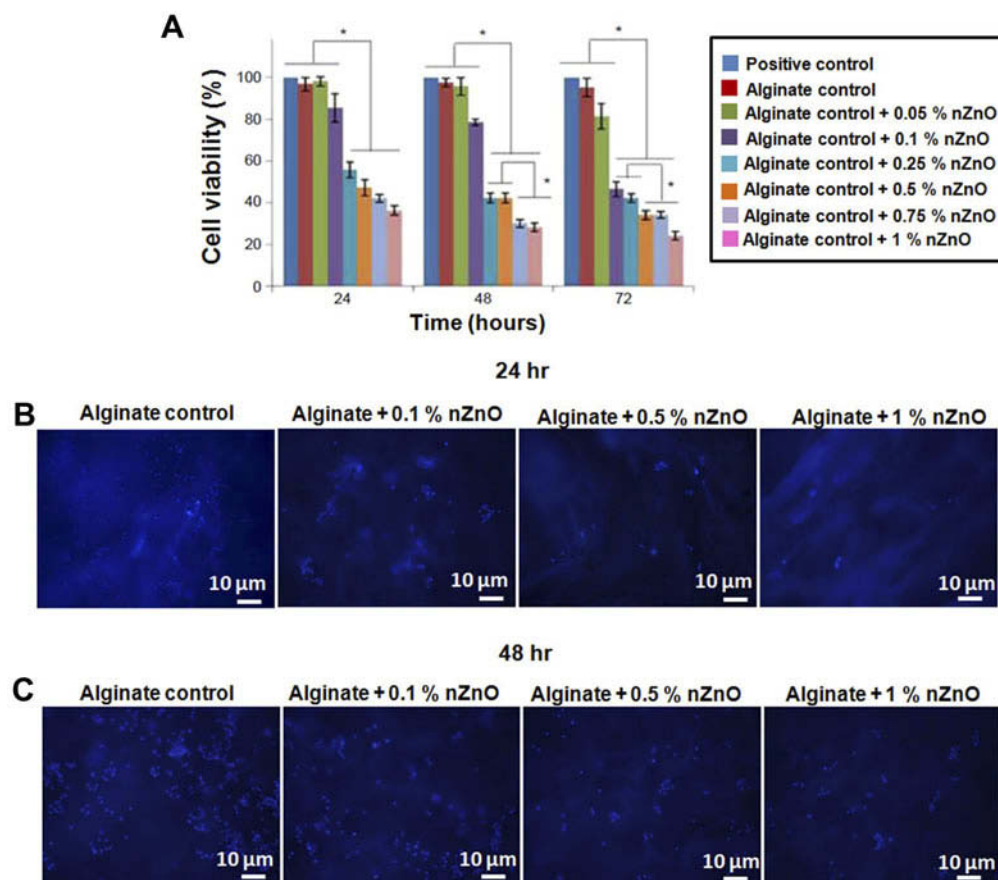 A
Cell viability (%)
100
80
60
40
20
0
*
*
*
*
*
24
48
72
Time (hours)
Positive control
Alginate control
Alginate control + 0.05 % nZnO
Alginate control + 0.1 % nZnO
Alginate control + 0.25 % nZnO
Alginate control + 0.5 % nZnO
Alginate control + 0.75 % nZnO
Alginate control + 1 % nZnO
24 hr
B
Alginate control
Alginate + 0.1 % nZnO
Alginate + 0.5 % nZnO
Alginate + 1 % nZnO
10 µm
10 µm
10 µm
10 µm
48 hr
C
Alginate control
Alginate + 0.1 % nZnO
Alginate + 0.5 % nZnO
Alginate + 1 % nZnO
10 µm
10 µm
10 µm
10 µm